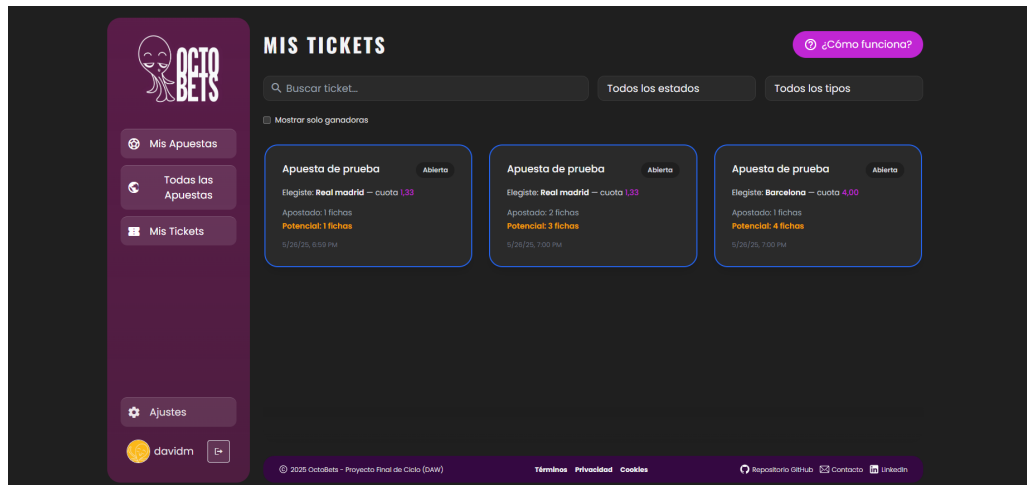 OCTO
BETS
Mis Apuestas
Todas las
Apuestas
Mis Tickets
Ajustes
davidm
MIS TICKETS
¿Cómo funciona?
Buscar ticket...
Todos los estados
Todos los tipos
Mostrar solo ganadoras
Apuesta de prueba
Abierta
Elegiste: Real madrid — cuota 1,33
Apostado: 1 fichas
Potencial: 1 fichas
5/28/25, 6:59 PM
Apuesta de prueba
Abierta
Elegiste: Real madrid — cuota 1,33
Apostado: 2 fichas
Potencial: 3 fichas
5/28/25, 7:00 PM
Apuesta de prueba
Abierta
Elegiste: Barcelona — cuota 4,00
Apostado: 1 fichas
Potencial: 4 fichas
5/28/25, 7:00 PM
© 2025 OctoBets - Proyecto Final de Ciclo (DAW)
Términos Privacidad Cookies
Repositorio GitHub Contacto LinkedIn